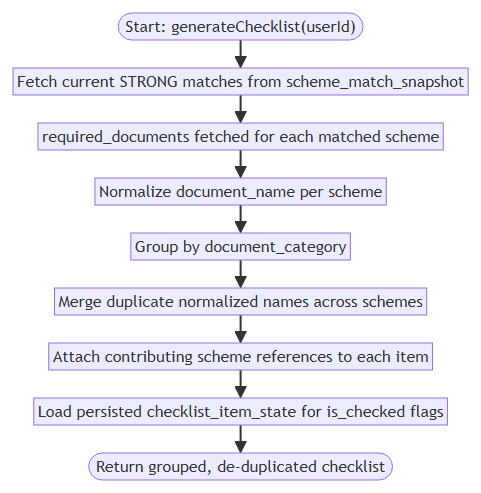 Start: generateChecklist(userId)
Fetch current STRONG matches from scheme_match_snapshot
required_documents fetched for each matched scheme
Normalize document_name per scheme
Group by document_category
Merge duplicate normalized names across schemes
Attach contributing scheme references to each item
Load persisted checklist_item_state for is_checked flags
Return grouped, de-duplicated checklist